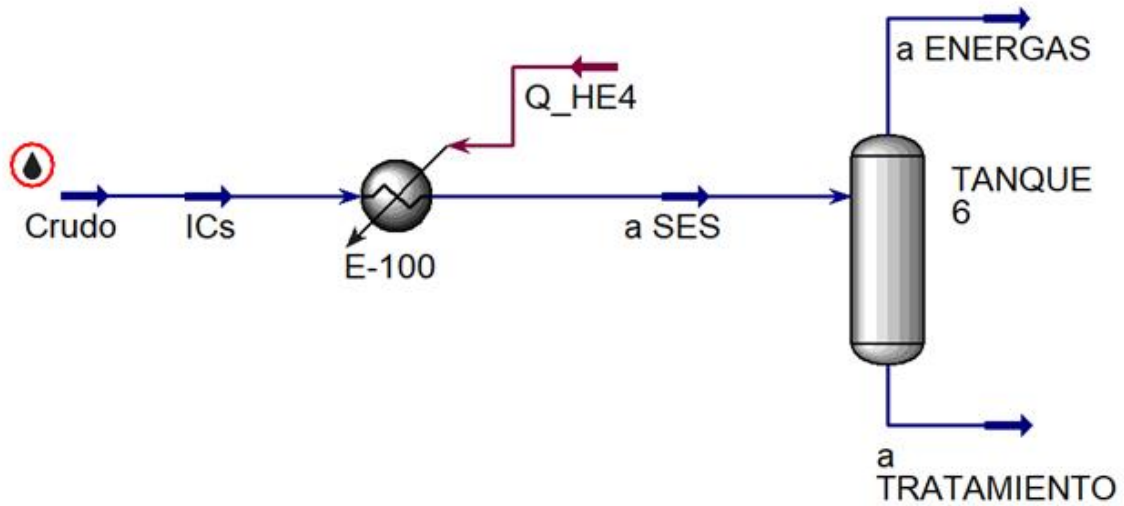 a ENERGAS
Q_HE4
Crudo
ICs
E-100
a SES
TANQUE
6
a
TRATAMIENTO